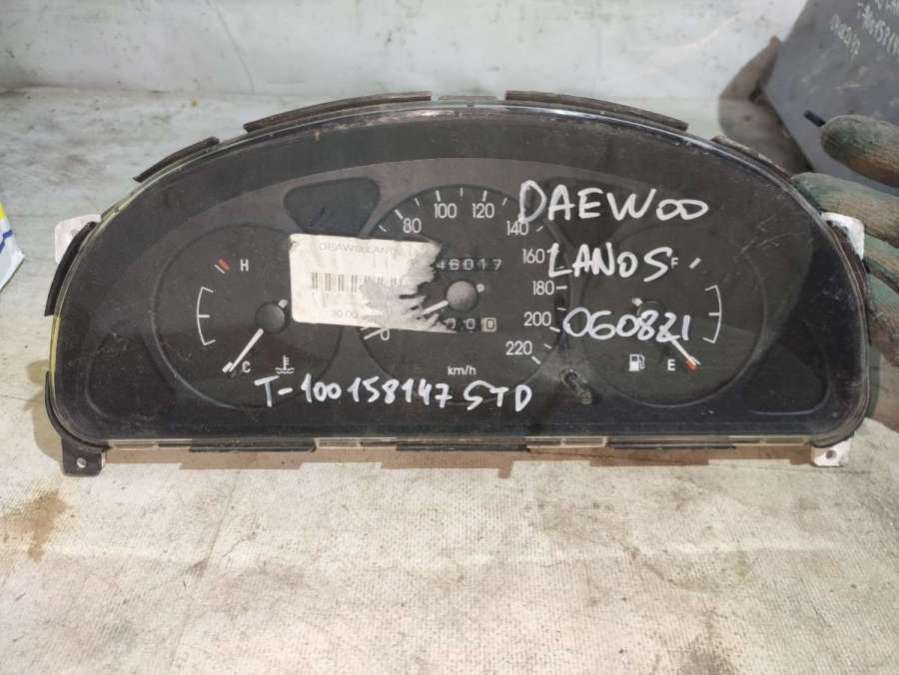 DAEWOO
LANOS
060821
T-100158147 STD
80 100 120 140 160 180 200 220
km/h
46017
H
C
F
E